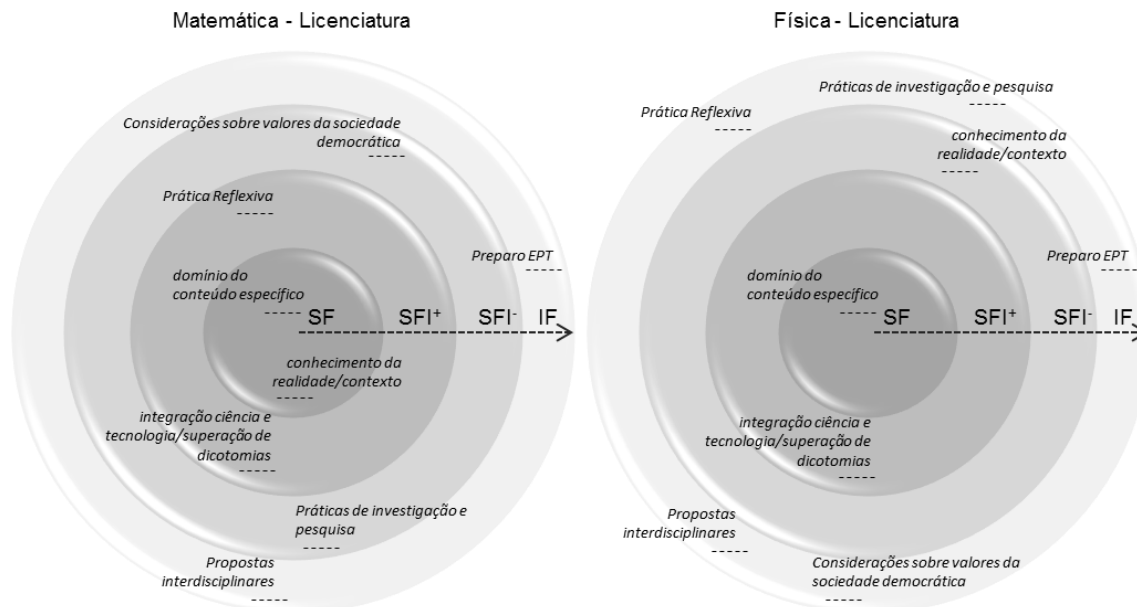 Matemática - Licenciatura
Considerações sobre valores da sociedade
democrática
Prática Reflexiva
Preparo EPT
domínio do
conteúdo específico
SF SFI⁺ SFI⁻ IF
conhecimento da
realidade/contexto
integração ciência e
tecnologia/superação de
dicotomias
Práticas de investigação e
pesquisa
Propostas
interdisciplinares
Física - Licenciatura
Práticas de investigação e pesquisa
Prática Reflexiva
conhecimento da
realidade/contexto
Preparo EPT
domínio do
conteúdo específico
SF SFI⁺ SFI⁻ IF
integração ciência e
tecnologia/superação de
dicotomias
Propostas
interdisciplinares
Considerações sobre valores da
sociedade democrática